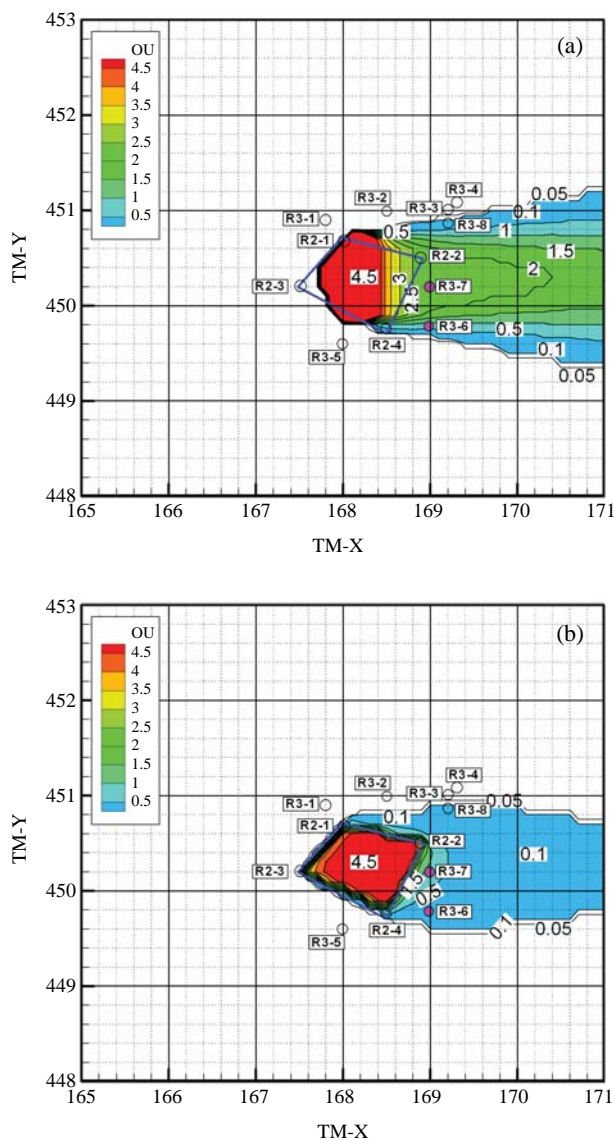 453
(a)
OU
4.5
4
452
3.5
3
2.5
2
R3-4
1.5
R3-2
R3-3
0.05
1
R3-1
0.1
451
0.5
R3-8
0.5
R2-1
1
1.5
R2-2
TM-Y
4.5
3
2
R2-3
R3-7
2.5
450
R3-6
0.5
R2-4
0.1
R3-5
0.05
449
448
165
166
167
168
169
170
171
TM-X
453
(b)
OU
4.5
4
452
3.5
3
2.5
2
R3-4
1.5
R3-2
R3-3
0.05
1
R3-1
R3-8
451
0.5
0.1
R2-1
R2-2
TM-Y
4.5
0.1
R2-3
R3-7
1.5
450
0.5
R3-6
R2-4
0.1
0.05
0.1
R3-5
449
448
165
166
167
168
169
170
171
TM-X